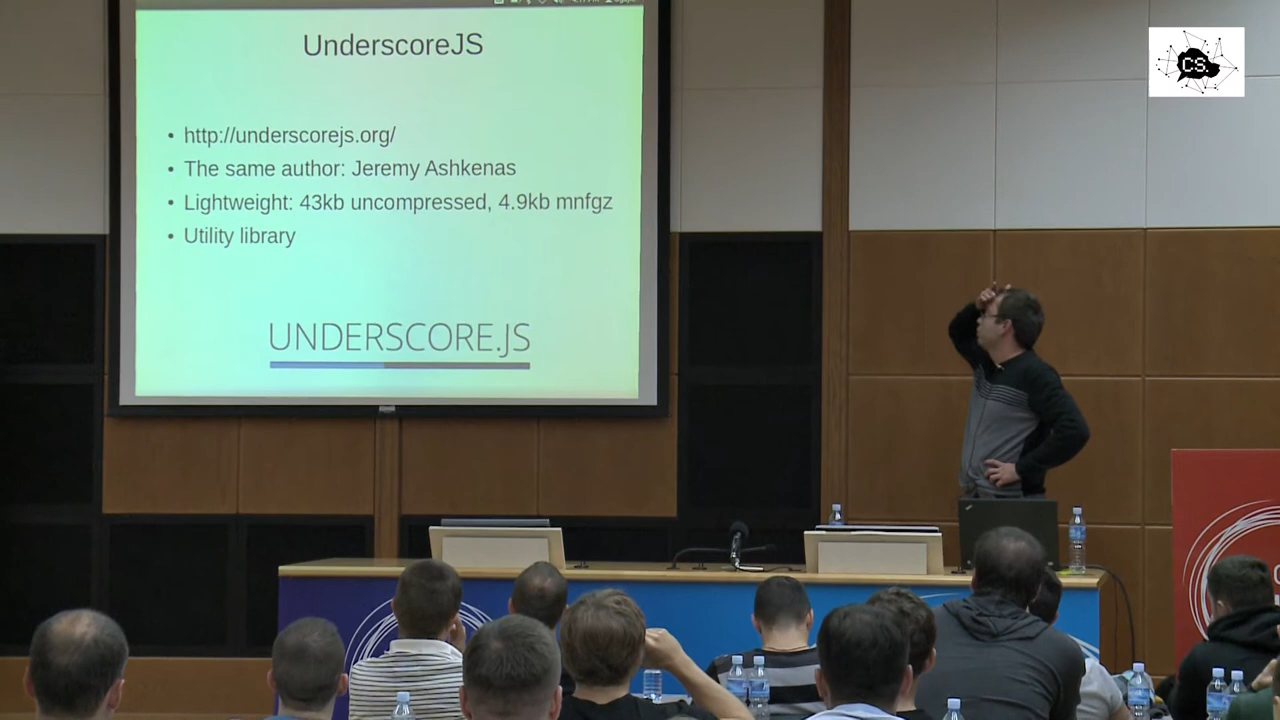 UnderscoreJS
• http://underscorejs.org/
• The same author: Jeremy Ashkenas
• Lightweight: 43kb uncompressed, 4.9kb mnfgz
• Utility library
UNDERSCORE.JS
CS.